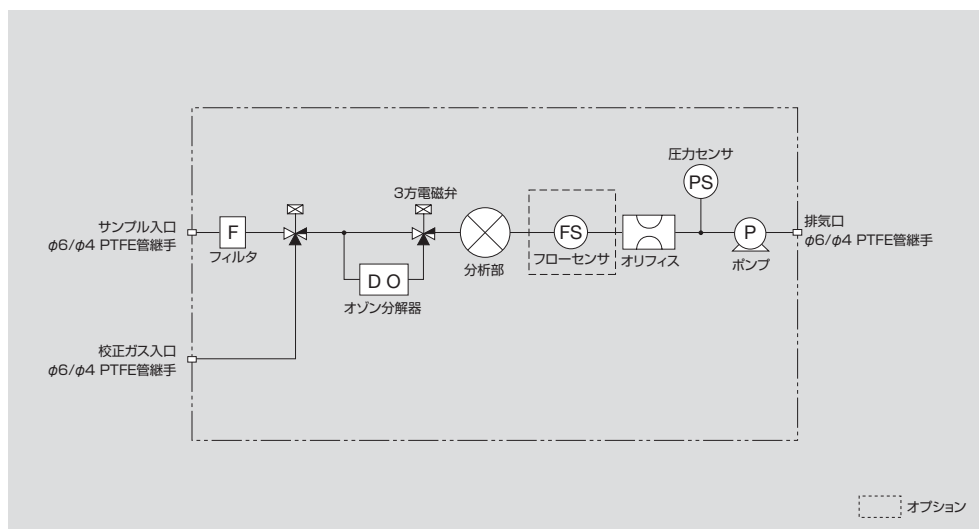 圧力センサ
PS
3方電磁弁
サンプル入口
φ6/φ4 PTFE管継手
F
フィルタ
分析部
FS
フローセンサ
オリフィス
P
ポンプ
排気口
φ6/φ4 PTFE管継手
D O
オゾン分解器
校正ガス入口
φ6/φ4 PTFE管継手
オプション